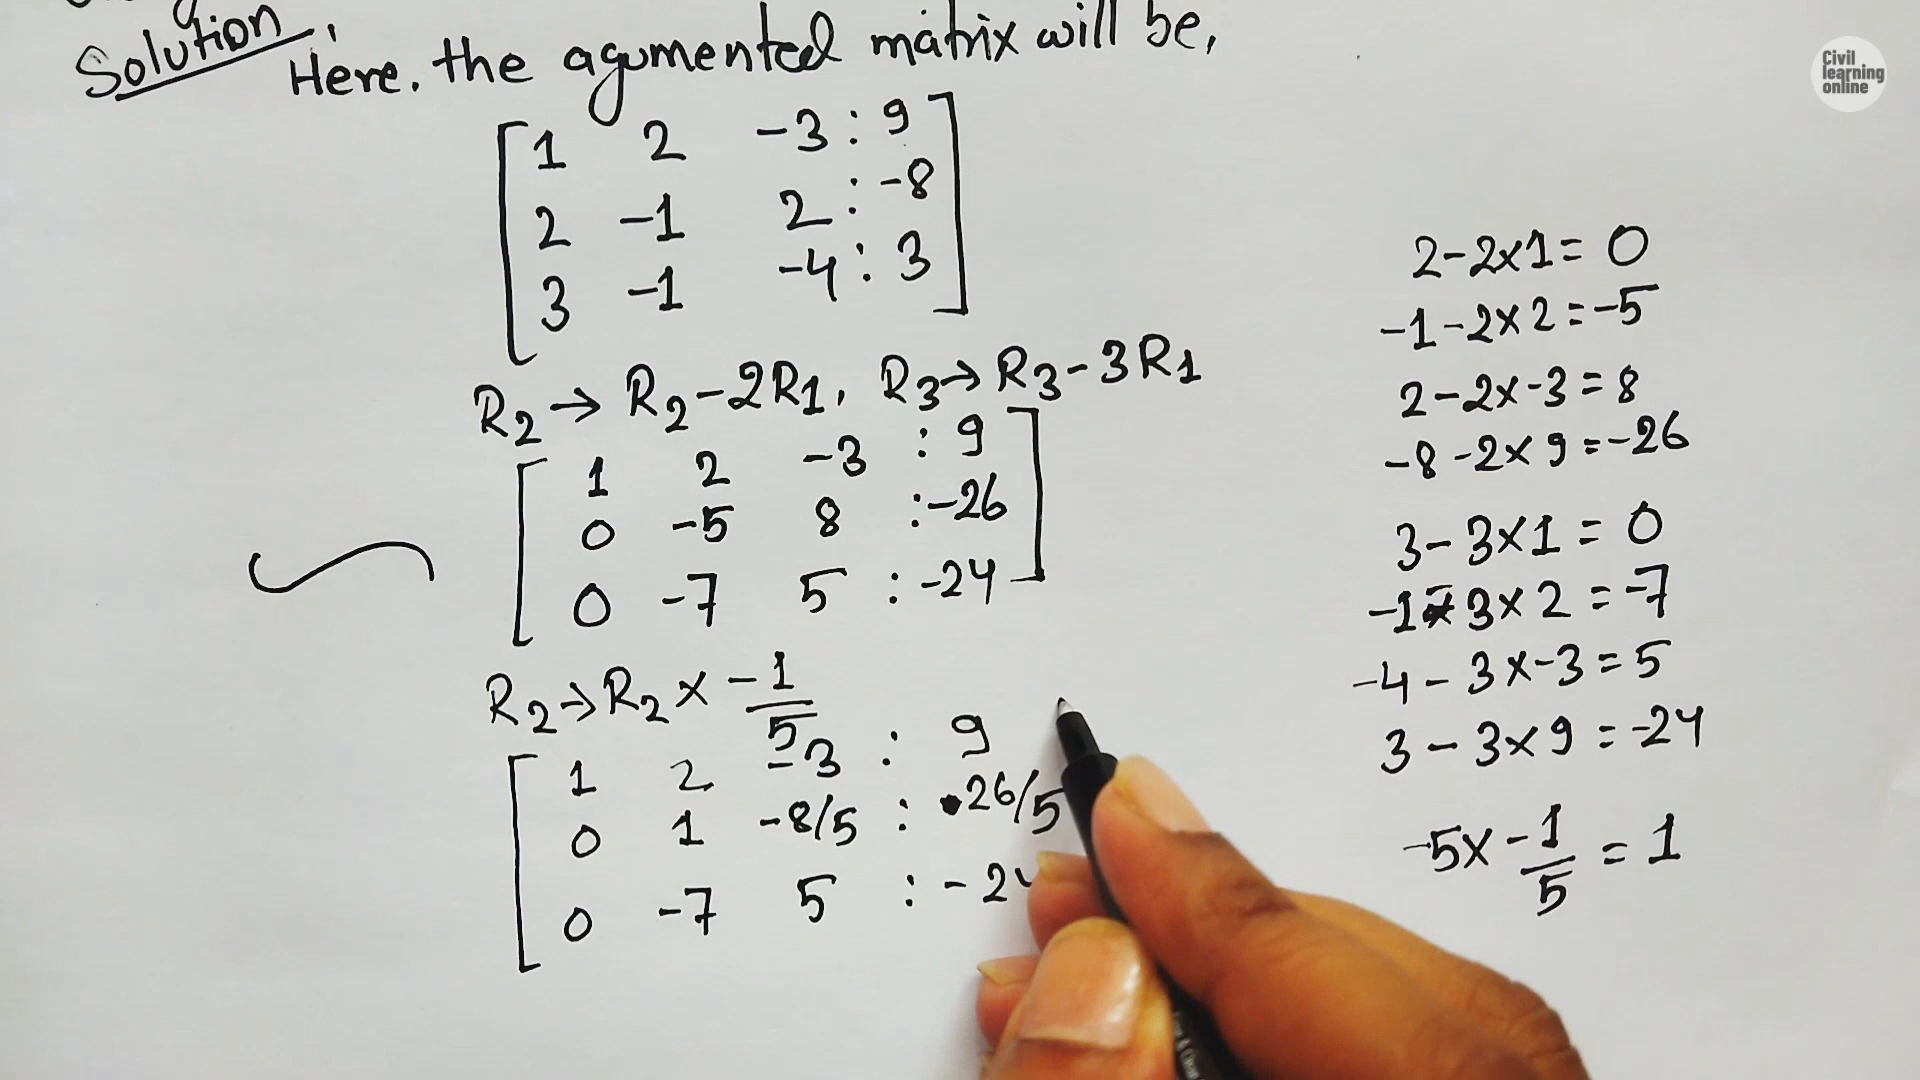 Solution:
Here. the agumented matrix will be,
1 2 -3 : 9
2 -1 2 : -8
3 -1 -4 : 3
R2 → R2 - 2R1, R3 → R3 - 3R1
1 2 -3 : 9
0 -5 8 : -26
0 -7 5 : -24
R2 → R2 × -1/5
1 2 -3 : 9
0 1 -8/5 : 26/5
0 -7 5 : -2
2 - 2×1 = 0
-1 - 2×2 = -5
2 - 2×-3 = 8
-8 - 2×9 = -26
3 - 3×1 = 0
-1 - 3×2 = -7
-4 - 3×-3 = 5
3 - 3×9 = -24
-5× -1/5 = 1
Civil
learning
online